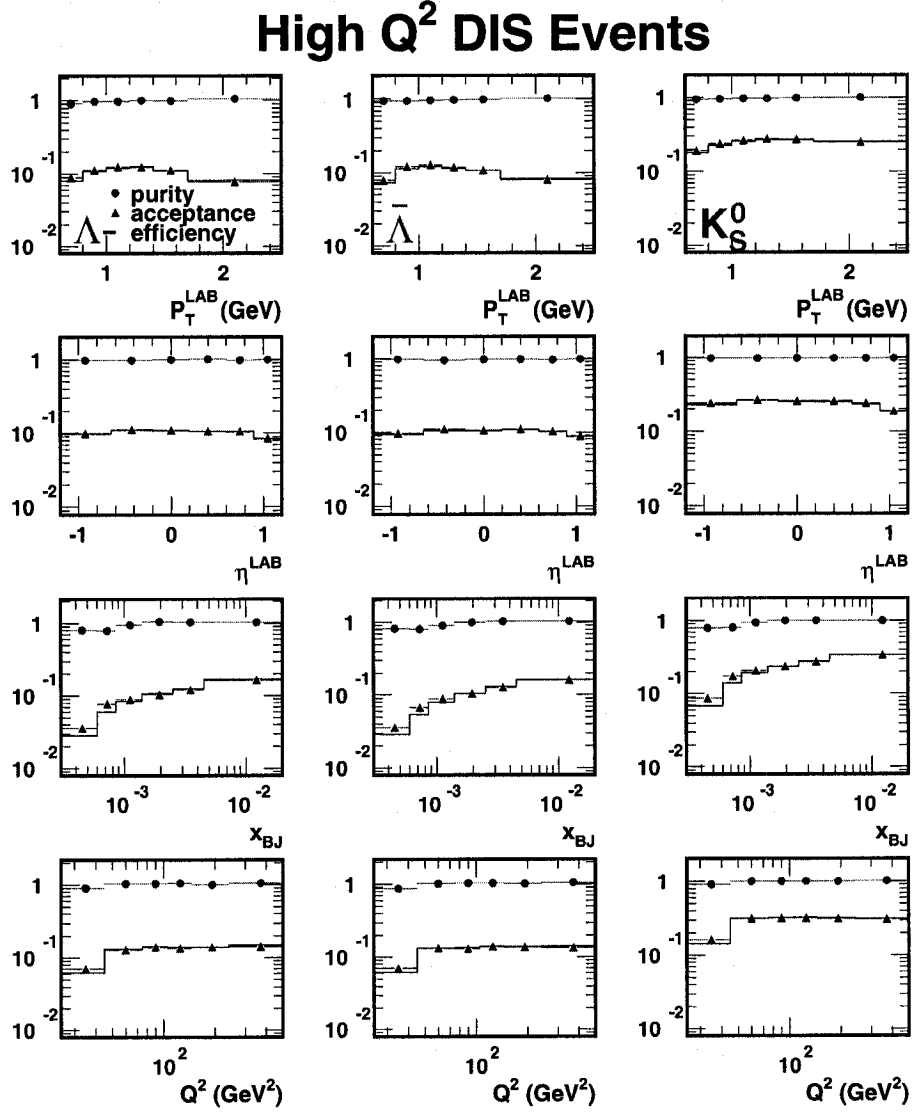 High Q² DIS Events
1
10⁻¹
10⁻²
● purity
▲ acceptance
Λ – efficiency
1 2
P_T^LAB (GeV)
1
10⁻¹
10⁻²
Λ̄
1 2
P_T^LAB (GeV)
1
10⁻¹
10⁻²
K_S^0
1 2
P_T^LAB (GeV)
1
10⁻¹
10⁻²
-1 0 1
η^LAB
1
10⁻¹
10⁻²
-1 0 1
η^LAB
1
10⁻¹
10⁻²
-1 0 1
η^LAB
1
10⁻¹
10⁻²
10⁻³ 10⁻²
x_BJ
1
10⁻¹
10⁻²
10⁻³ 10⁻²
x_BJ
1
10⁻¹
10⁻²
10⁻³ 10⁻²
x_BJ
1
10⁻¹
10⁻²
10²
Q² (GeV²)
1
10⁻¹
10⁻²
10²
Q² (GeV²)
1
10⁻¹
10⁻²
10²
Q² (GeV²)